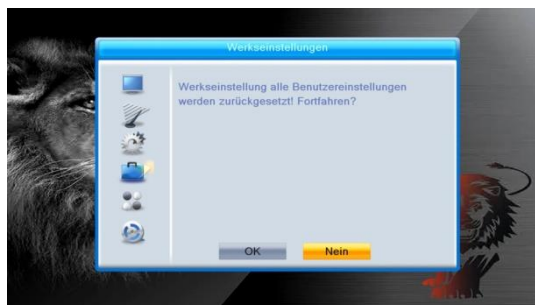 Werkseinstellungen
Werkseinstellung alle Benutzereinstellungen
werden zurückgesetzt! Fortfahren?
OK
Nein